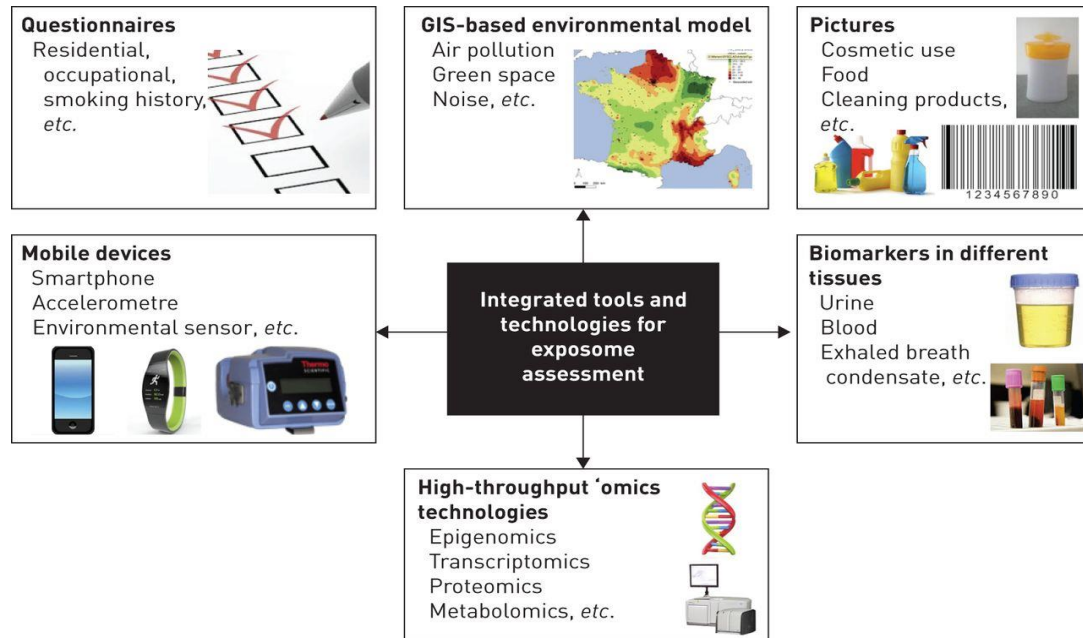 Questionnaires
Residential,
occupational,
smoking history,
etc.
GIS-based environmental model
Air pollution
Green space
Noise, etc.
Pictures
Cosmetic use
Food
Cleaning products,
etc.
1234567890
Mobile devices
Smartphone
Accelerometre
Environmental sensor, etc.
Thermo
SCIENTIFIC
Integrated tools and
technologies for
exposome
assessment
Biomarkers in different
tissues
Urine
Blood
Exhaled breath
condensate, etc.
High-throughput ‘omics
technologies
Epigenomics
Transcriptomics
Proteomics
Metabolomics, etc.